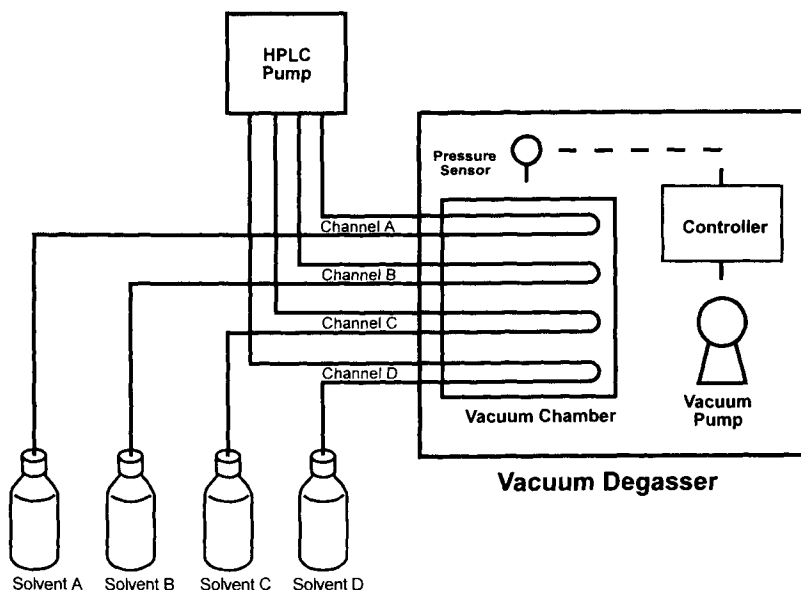 HPLC
Pump
Pressure
Sensor
Controller
Channel A
Channel B
Channel C
Channel D
Vacuum Chamber
Vacuum
Pump
Vacuum Degasser
Solvent A
Solvent B
Solvent C
Solvent D